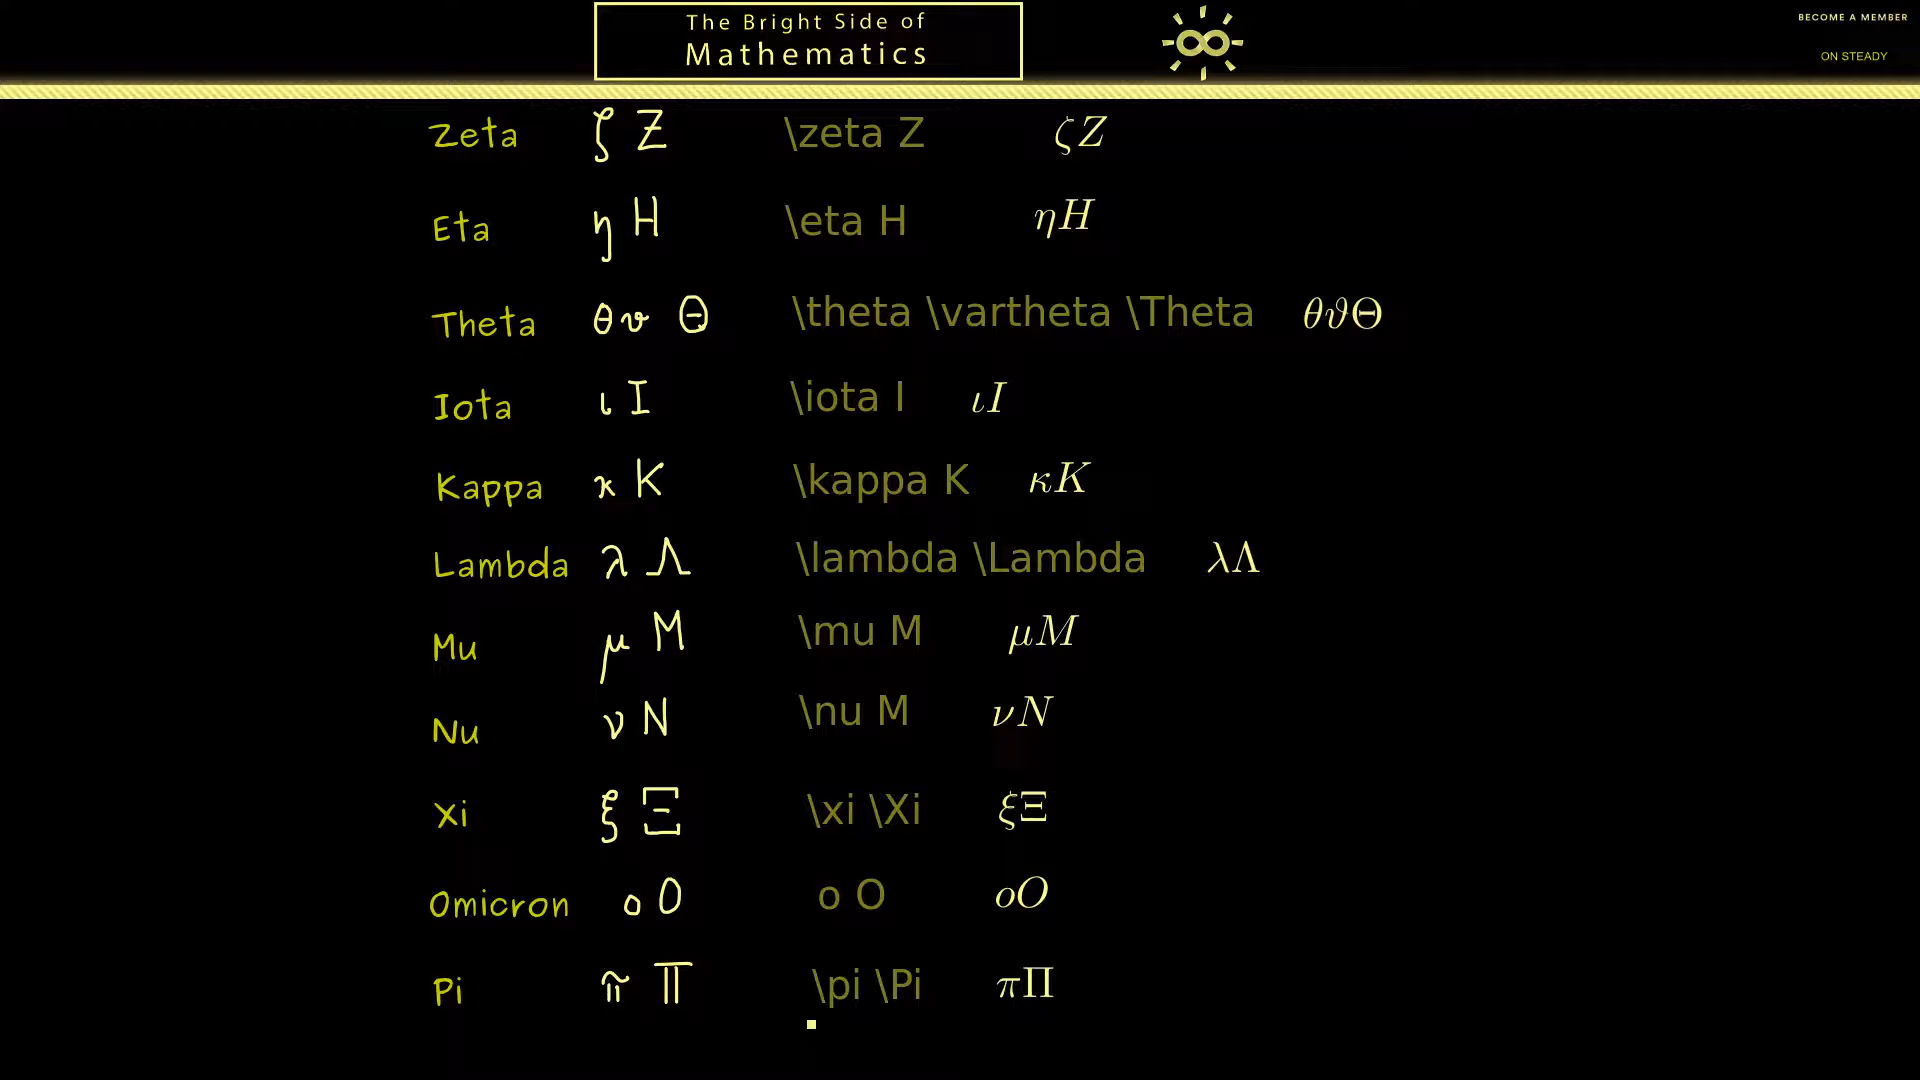 The Bright Side of
Mathematics
BECOME A MEMBER
ON STEADY
Zeta ζ Z \zeta Z ζZ
Eta η H \eta H ηH
Theta θ ϑ Θ \theta \vartheta \Theta θϑΘ
Iota ι I \iota I ιI
Kappa ϰ K \kappa K κK
Lambda λ Λ \lambda \Lambda λΛ
Mu μ M \mu M μM
Nu ν N \nu M νN
Xi ξ Ξ \xi \Xi ξΞ
Omicron o O o O oO
Pi π Π \pi \Pi πΠ